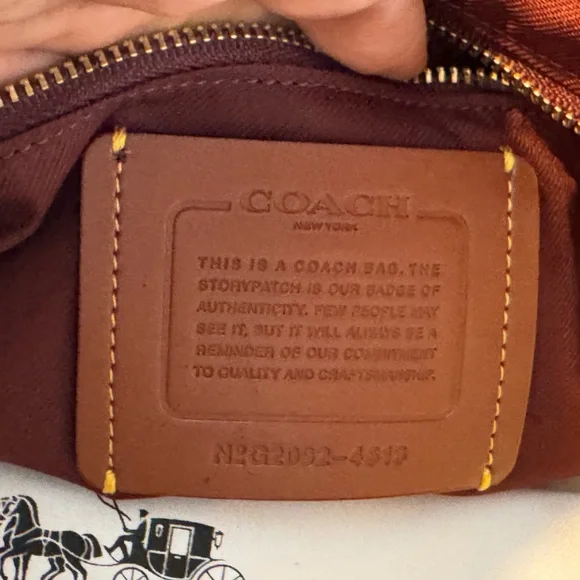 COACH
NEW YORK
THIS IS A COACH BAG. THE
STORYPATCH IS OUR BADGE OF
AUTHENTICITY. FEW PEOPLE MAY
SEE IT, BUT IT WILL ALWAYS BE A
REMINDER OF OUR COMMITMENT
TO QUALITY AND CRAFTSMANSHIP.